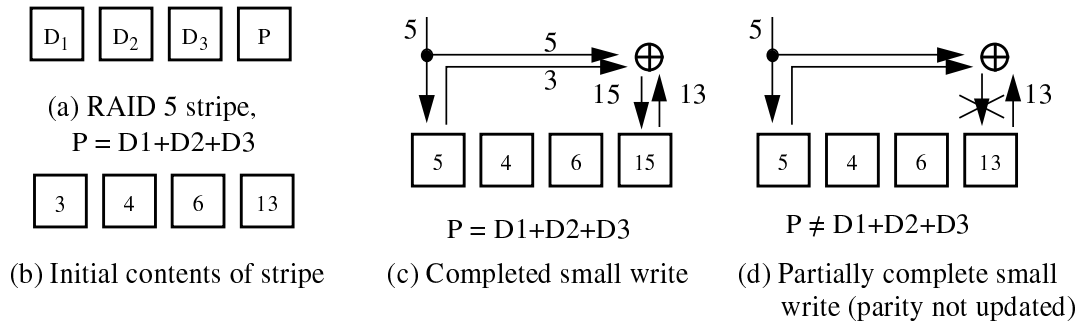 D1 D2 D3 P
(a) RAID 5 stripe,
P = D1+D2+D3
3 4 6 13
(b) Initial contents of stripe
5
5
3
15 13
5 4 6 15
P = D1+D2+D3
(c) Completed small write
5
13
5 4 6 13
P ≠ D1+D2+D3
(d) Partially complete small
write (parity not updated)